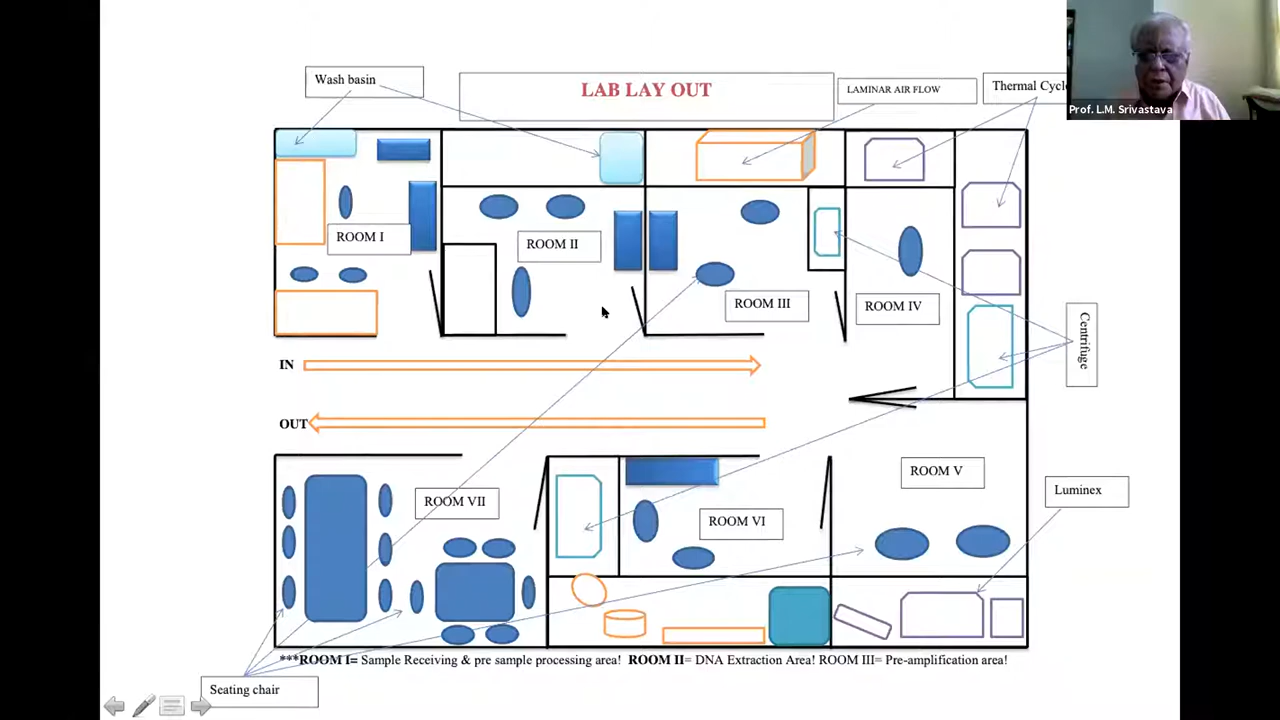 Wash basin
LAB LAY OUT
LAMINAR AIR FLOW
Thermal Cycl
Prof. L.M. Srivastava
ROOM I
ROOM II
ROOM III
ROOM IV
IN
Centrifuge
OUT
ROOM V
ROOM VII
ROOM VI
Luminex
***ROOM I= Sample Receiving & pre sample processing area! ROOM II= DNA Extraction Area! ROOM III= Pre-amplification area!
Seating chair